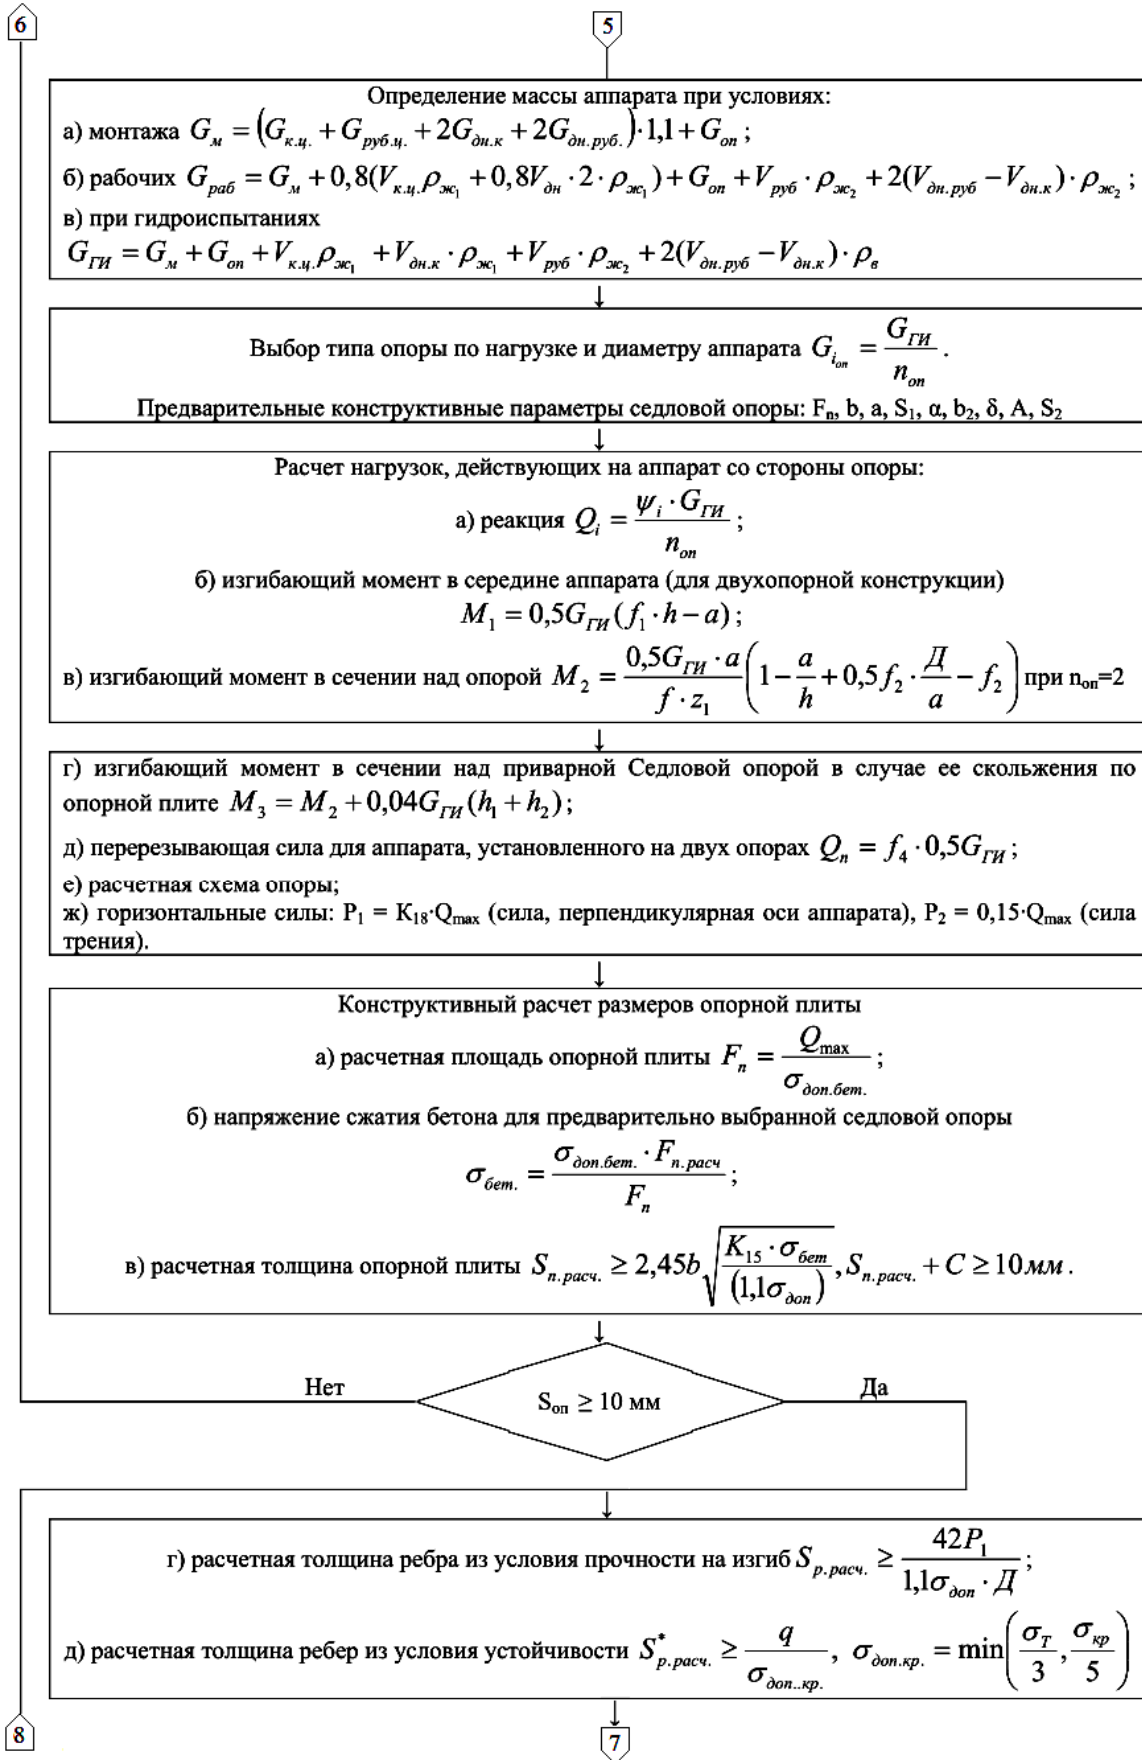 6
5
Определение массы аппарата при условиях:
а) монтажа G_м = (G_к.ц. + G_руб.ц. + 2G_дн.к + 2G_дн.руб.)·1,1 + G_оп ;
б) рабочих G_раб = G_м + 0,8(V_к.ц.ρ_ж₁ + 0,8V_дн · 2 · ρ_ж₁) + G_оп + V_руб · ρ_ж₂ + 2(V_дн.руб − V_дн.к) · ρ_ж₂ ;
в) при гидроиспытаниях
G_ГИ = G_м + G_оп + V_к.ц.ρ_ж₁ + V_дн.к · ρ_ж₁ + V_руб · ρ_ж₂ + 2(V_дн.руб − V_дн.к) · ρ_в
Выбор типа опоры по нагрузке и диаметру аппарата G_i_оп = G_ГИ / n_оп .
Предварительные конструктивные параметры седловой опоры: Fп, b, a, S₁, α, b₂, δ, A, S₂
Расчет нагрузок, действующих на аппарат со стороны опоры:
а) реакция Q_i = ψ_i · G_ГИ / n_оп ;
б) изгибающий момент в середине аппарата (для двухопорной конструкции)
M₁ = 0,5G_ГИ (f₁ · h − a) ;
в) изгибающий момент в сечении над опорой M₂ = 0,5G_ГИ · a / f · z₁ (1 − a/h + 0,5f₂ · Д/a − f₂) при nоп=2
г) изгибающий момент в сечении над приварной Седловой опорой в случае ее скольжения по
опорной плите M₃ = M₂ + 0,04G_ГИ (h₁ + h₂) ;
д) перерезывающая сила для аппарата, установленного на двух опорах Q_п = f₄ · 0,5G_ГИ ;
е) расчетная схема опоры;
ж) горизонтальные силы: P₁ = K₁₈·Qmax (сила, перпендикулярная оси аппарата), P₂ = 0,15·Qmax (сила
трения).
Конструктивный расчет размеров опорной плиты
а) расчетная площадь опорной плиты F_п = Q_max / σ_доп.бет. ;
б) напряжение сжатия бетона для предварительно выбранной седловой опоры
σ_бет. = σ_доп.бет. · F_п.расч / F_п ;
в) расчетная толщина опорной плиты S_п.расч. ≥ 2,45b √(K₁₅ · σ_бет / (1,1σ_доп)) , S_п.расч. + C ≥ 10мм .
Нет
Sоп ≥ 10 мм
Да
г) расчетная толщина ребра из условия прочности на изгиб S_р.расч. ≥ 42P₁ / 1,1σ_доп · Д ;
д) расчетная толщина ребер из условия устойчивости S*_р.расч. ≥ q / σ_доп..кр. , σ_доп.кр. = min(σ_Т/3 , σ_кр/5)
8
7